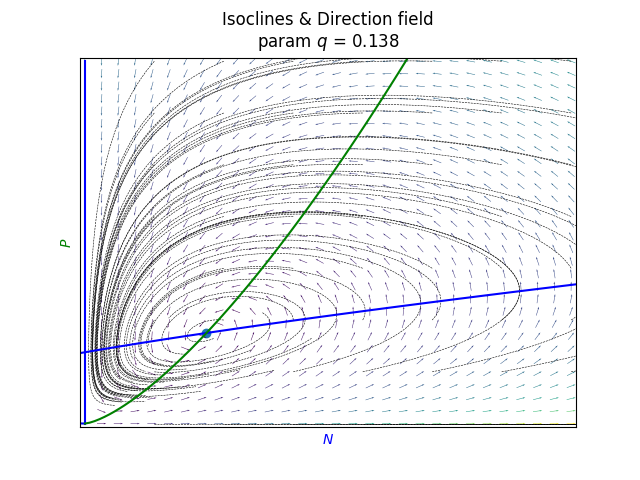 Isoclines & Direction field
param q = 0.138
P
N